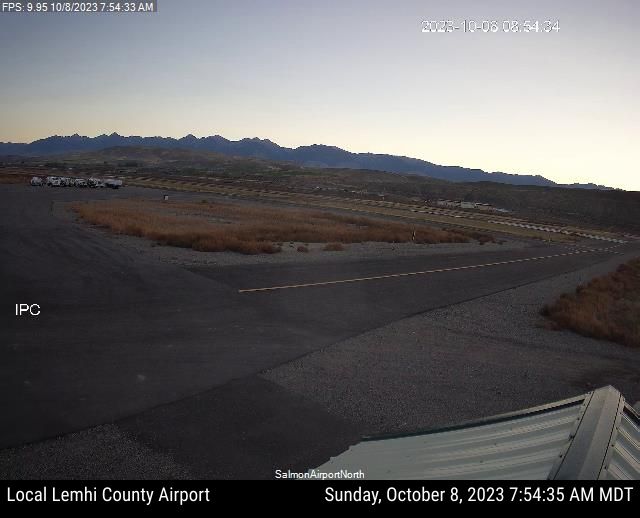 FPS: 9.95 10/8/2023 7:54:33 AM
2023-10-08 08:54:34
IPC
SalmonAirportNorth
Local Lemhi County Airport
Sunday, October 8, 2023 7:54:35 AM MDT